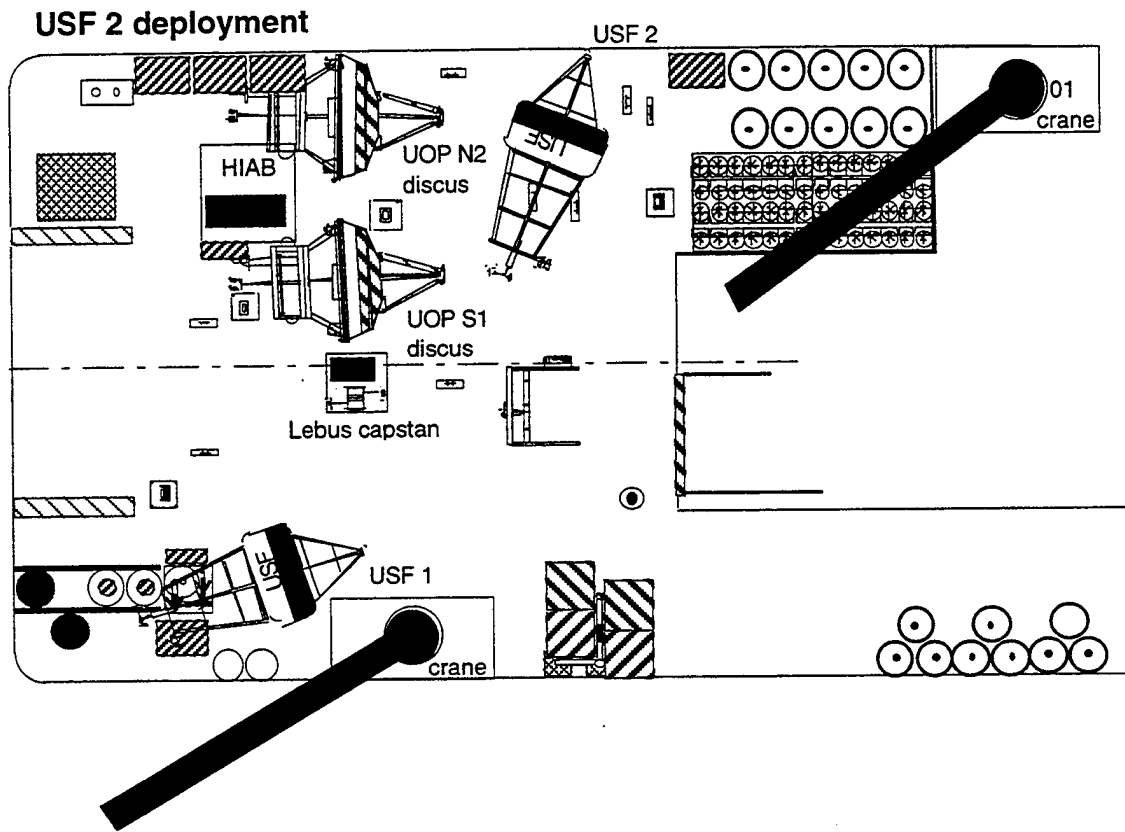 USF 2 deployment
USF 2
01
crane
UOP N2
discus
HIAB
USF
UOP S1
discus
Lebus capstan
USF
USF 1
crane